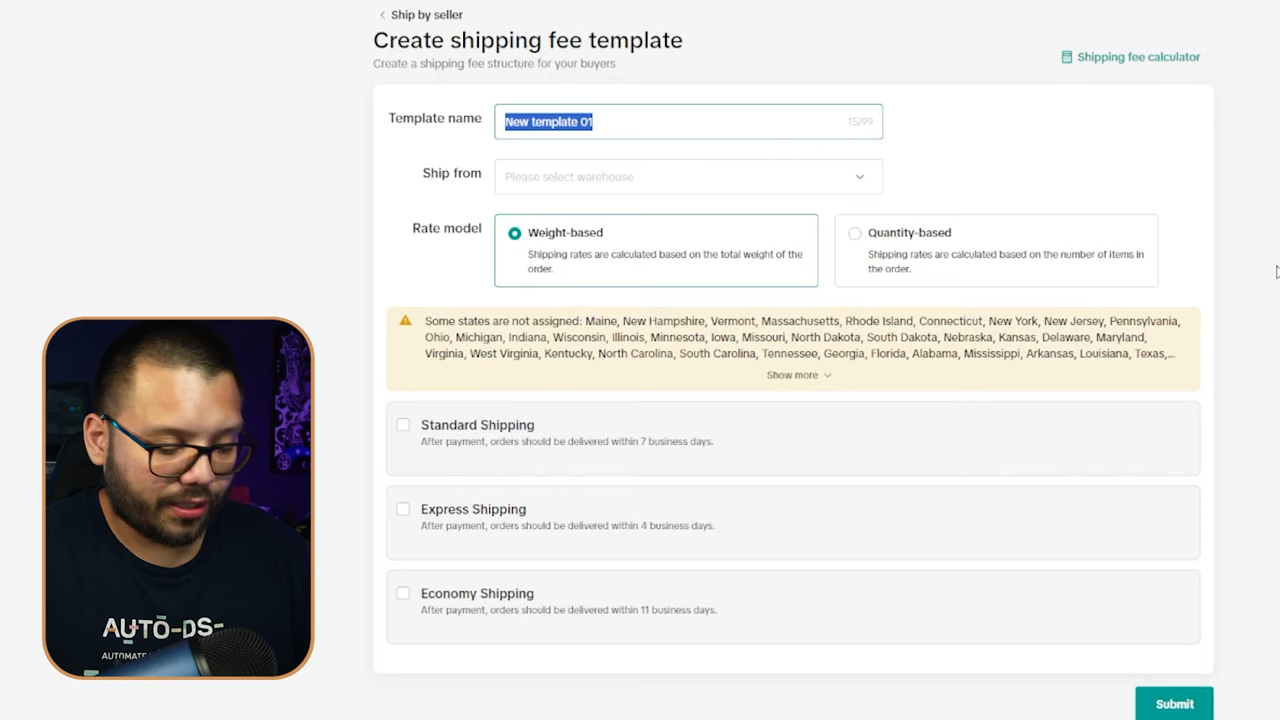 Ship by seller
Create shipping fee template
Create a shipping fee structure for your buyers
Shipping fee calculator
Template name
New template 01
15/99
Ship from
Please select warehouse
Rate model
Weight-based
Shipping rates are calculated based on the total weight of the
order.
Quantity-based
Shipping rates are calculated based on the number of items in
the order.
Some states are not assigned: Maine, New Hampshire, Vermont, Massachusetts, Rhode Island, Connecticut, New York, New Jersey, Pennsylvania,
Ohio, Michigan, Indiana, Wisconsin, Illinois, Minnesota, Iowa, Missouri, North Dakota, South Dakota, Nebraska, Kansas, Delaware, Maryland,
Virginia, West Virginia, Kentucky, North Carolina, South Carolina, Tennessee, Georgia, Florida, Alabama, Mississippi, Arkansas, Louisiana, Texas,...
Show more
Standard Shipping
After payment, orders should be delivered within 7 business days.
Express Shipping
After payment, orders should be delivered within 4 business days.
Economy Shipping
After payment, orders should be delivered within 11 business days.
Submit
AUTO-DS-